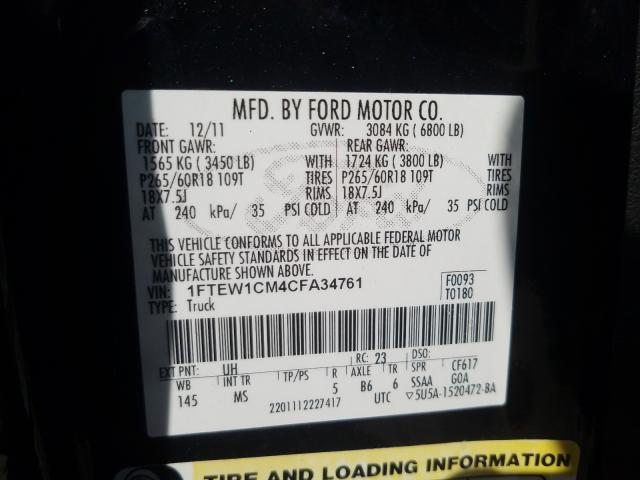 MFD. BY FORD MOTOR CO.
DATE: 12/11 GVWR: 3084 KG ( 6800 LB)
FRONT GAWR: REAR GAWR:
1565 KG ( 3450 LB) WITH 1724 KG ( 3800 LB) WITH
P265/60R18 109T TIRES P265/60R18 109T TIRES
18X7.5J RIMS 18X7.5J RIMS
AT 240 kPa/ 35 PSI COLD AT 240 kPa/ 35 PSI COLD
THIS VEHICLE CONFORMS TO ALL APPLICABLE FEDERAL MOTOR
VEHICLE SAFETY STANDARDS IN EFFECT ON THE DATE OF
MANUFACTURE SHOWN ABOVE.
VIN: 1FTEW1CM4CFA34761 F0093
TYPE: Truck T0180
EXT PNT: UH RC: 23 DSO:
WB INT TR TP/PS R AXLE TR SPR CF617
145 MS 5 B6 6 SSAA GOA
2201112227417 UTC ▽5U5A-1520472-BA
TIRE AND LOADING INFORMATION